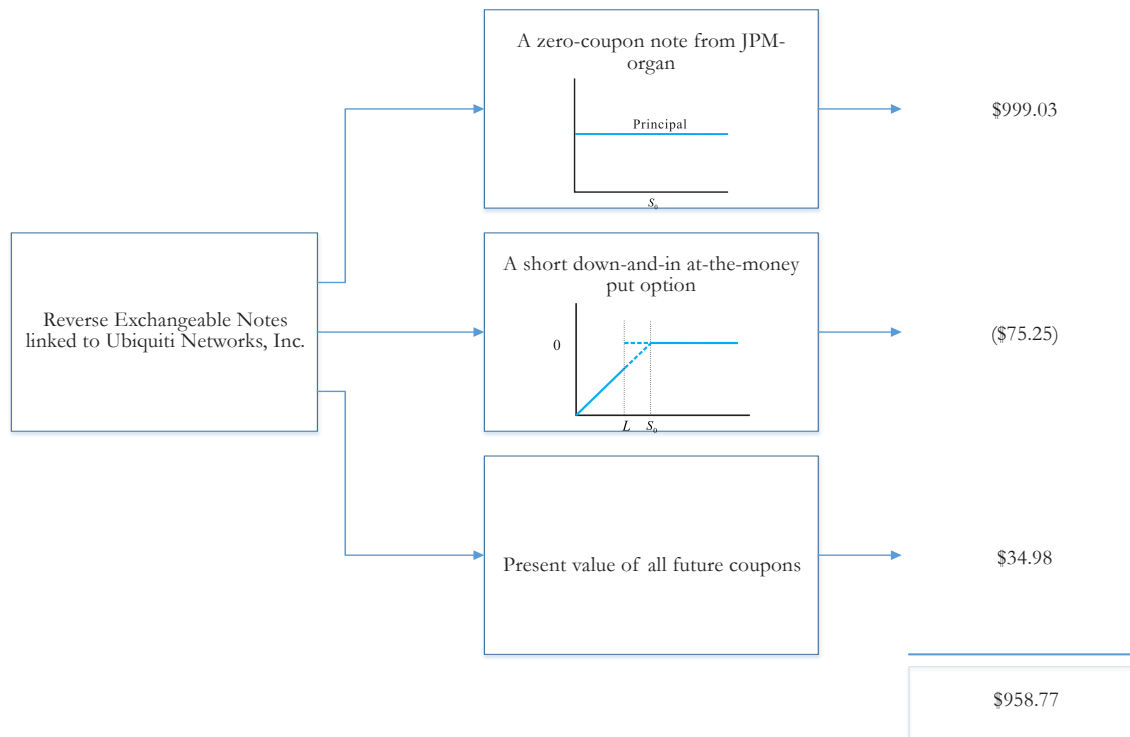 A zero-coupon note from JPM-
organ
Principal
S₀
$999.03
Reverse Exchangeable Notes
linked to Ubiquiti Networks, Inc.
A short down-and-in at-the-money
put option
0
L S₀
($75.25)
Present value of all future coupons
$34.98
$958.77